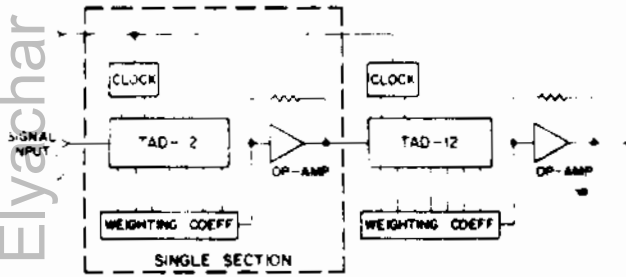 Elyachar
CLOCK
CLOCK
SIGNAL
INPUT
TAD- 2
OP-AMP
TAD-12
OP-AMP
WEIGHTING COEFF
WEIGHTING COEFF
SINGLE SECTION